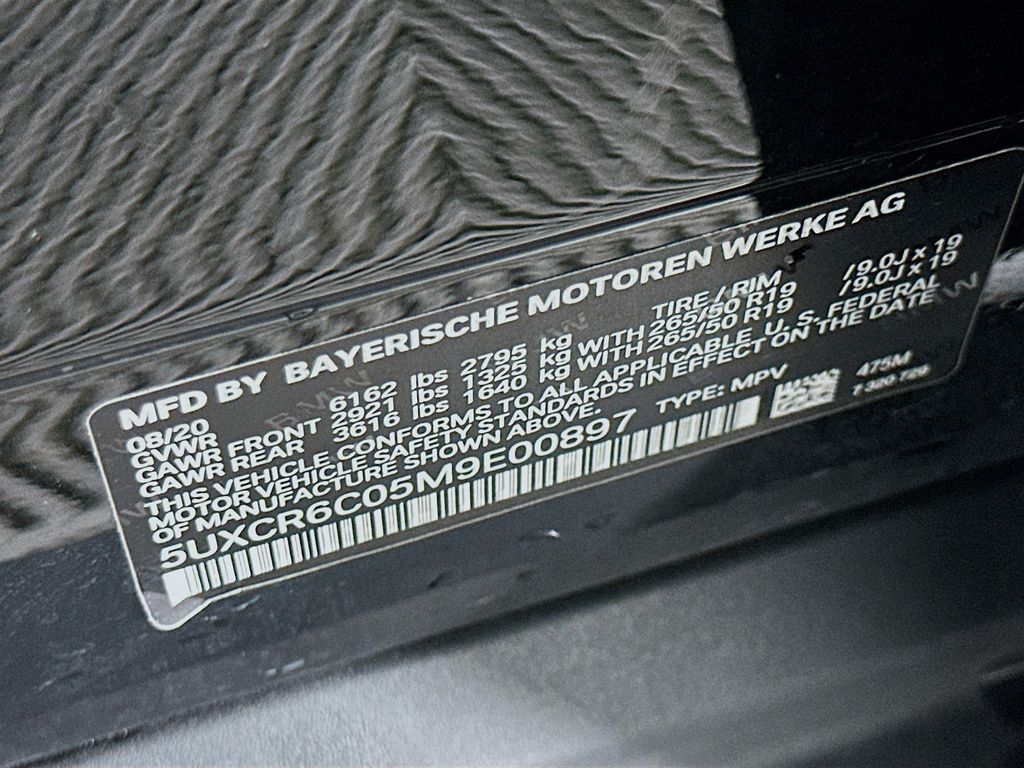 MFD BY BAYERISCHE MOTOREN WERKE AG
08/20 TIRE / RIM
GVWR 6162 lbs 2795 kg
GAWR FRONT 2921 lbs 1325 kg WITH 265/50 R19 /9.0J x 19
GAWR REAR 3616 lbs 1640 kg WITH 265/50 R19 /9.0J x 19
THIS VEHICLE CONFORMS TO ALL APPLICABLE U. S. FEDERAL
MOTOR VEHICLE SAFETY STANDARDS IN EFFECT ON THE DATE
OF MANUFACTURE SHOWN ABOVE.
5UXCR6C05M9E00897 TYPE: MPV 475M